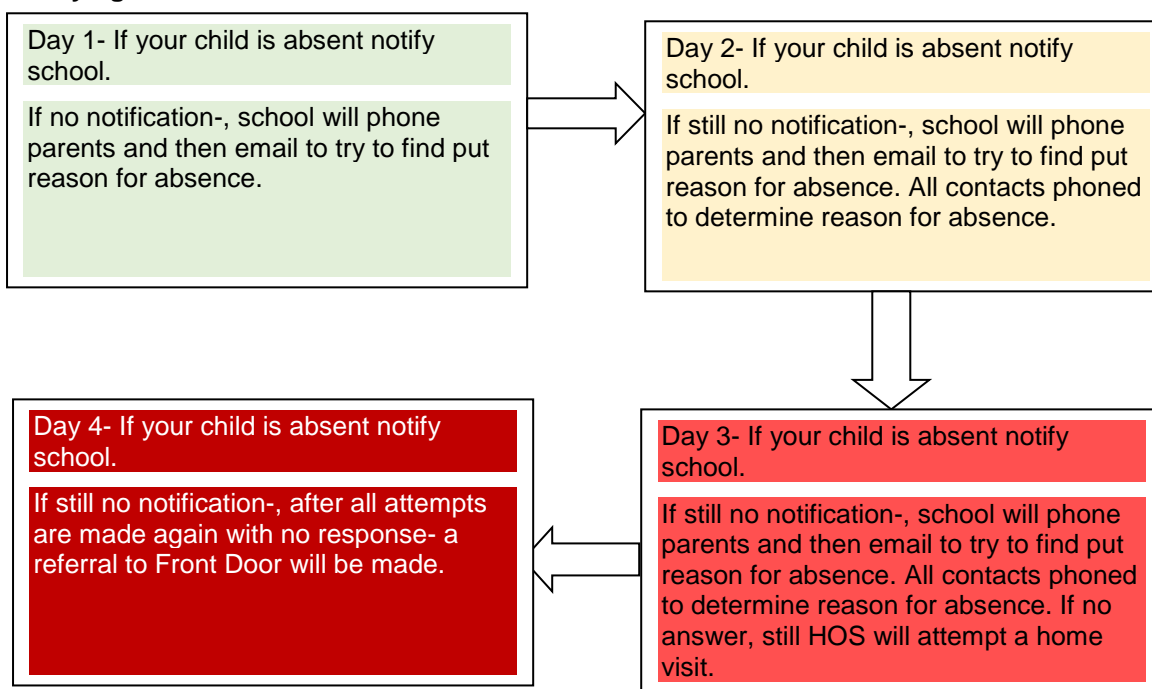 Day 1- If your child is absent notify
school.
If no notification-, school will phone
parents and then email to try to find put
reason for absence.
Day 2- If your child is absent notify
school.
If still no notification-, school will phone
parents and then email to try to find put
reason for absence. All contacts phoned
to determine reason for absence.
Day 3- If your child is absent notify
school.
If still no notification-, school will phone
parents and then email to try to find put
reason for absence. All contacts phoned
to determine reason for absence. If no
answer, still HOS will attempt a home
visit.
Day 4- If your child is absent notify
school.
If still no notification-, after all attempts
are made again with no response- a
referral to Front Door will be made.